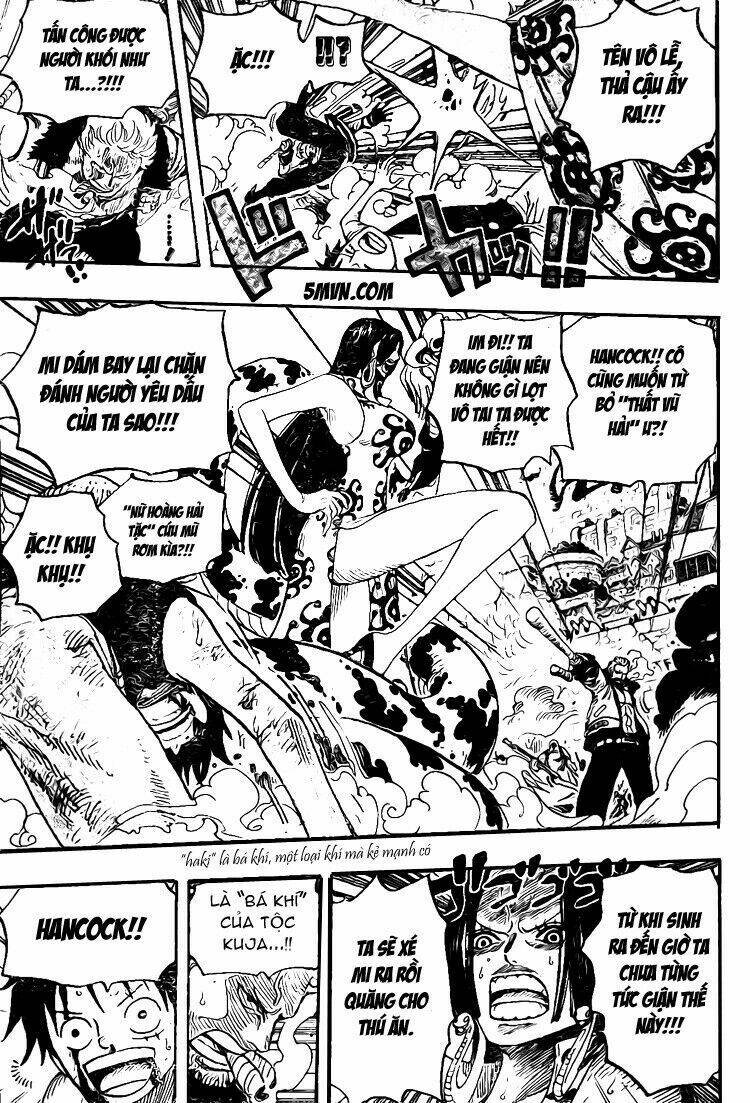 TÊN VÔ LỄ,
THẢ CẬU ẤY
RA!!!
!!?
ẶC!!!
TẤN CÔNG ĐƯỢC
NGƯỜI KHÓI NHƯ
TA...?!!!
ドドキャッ!!
5MVN.COM
HANCOCK!! CÔ
CŨNG MUỐN TỪ
BỎ "THẤT VŨ
HẢI" Ư?!
IM ĐI!! TA
ĐANG GIẬN NÊN
KHÔNG GÌ LỌT
VÔ TAI TA ĐƯỢC
HẾT!!
MI DÁM BAY LẠI CHẶN
ĐÁNH NGƯỜI YÊU DẤU
CỦA TA SAO!!!
"NỮ HOÀNG HẢI
TẶC" CỨU MŨ
RƠM KÌA?!!
ẶC!! KHỤ
KHỤ!!
"haki" là bá khí, một loại khí mà kẻ mạnh có
TỪ KHI SINH
RA ĐẾN GIỜ TA
CHƯA TỪNG
TỨC GIẬN THẾ
NÀY!!!
TA SẼ XÉ
MI RA RỒI
QUĂNG CHO
THÚ ĂN.
LÀ "BÁ KHÍ"
CỦA TỘC
KUJA...!!
HANCOCK!!